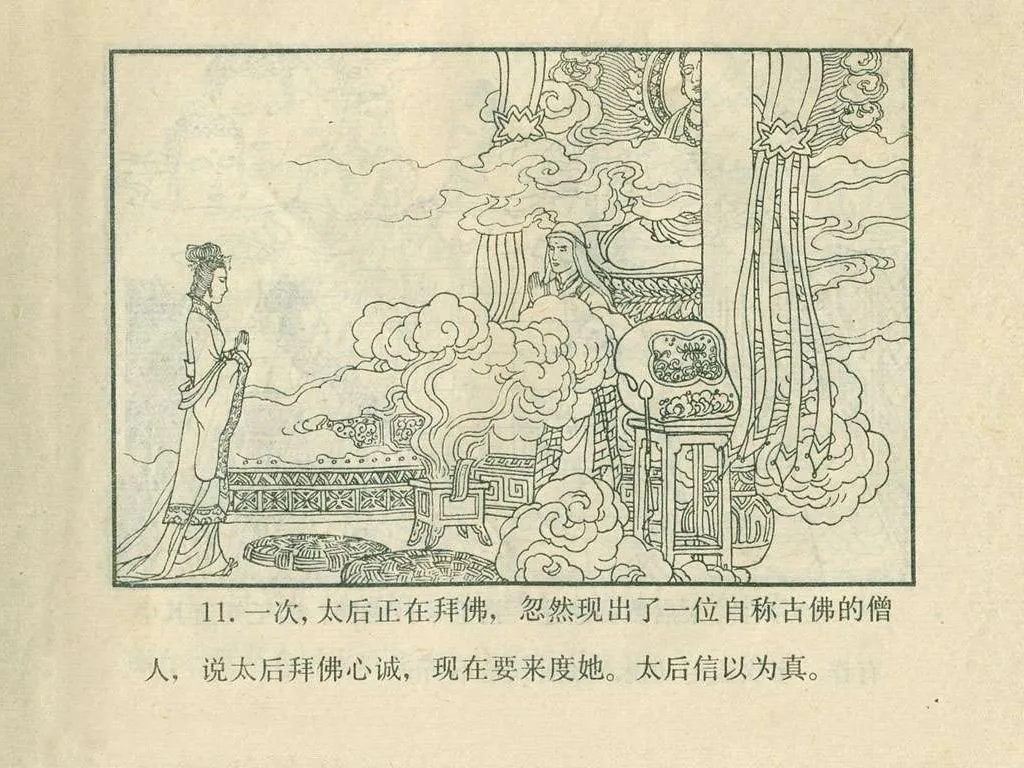 11. 一次，太后正在拜佛，忽然现出了一位自称古佛的僧
人，说太后拜佛心诚，现在要来度她。太后信以为真。